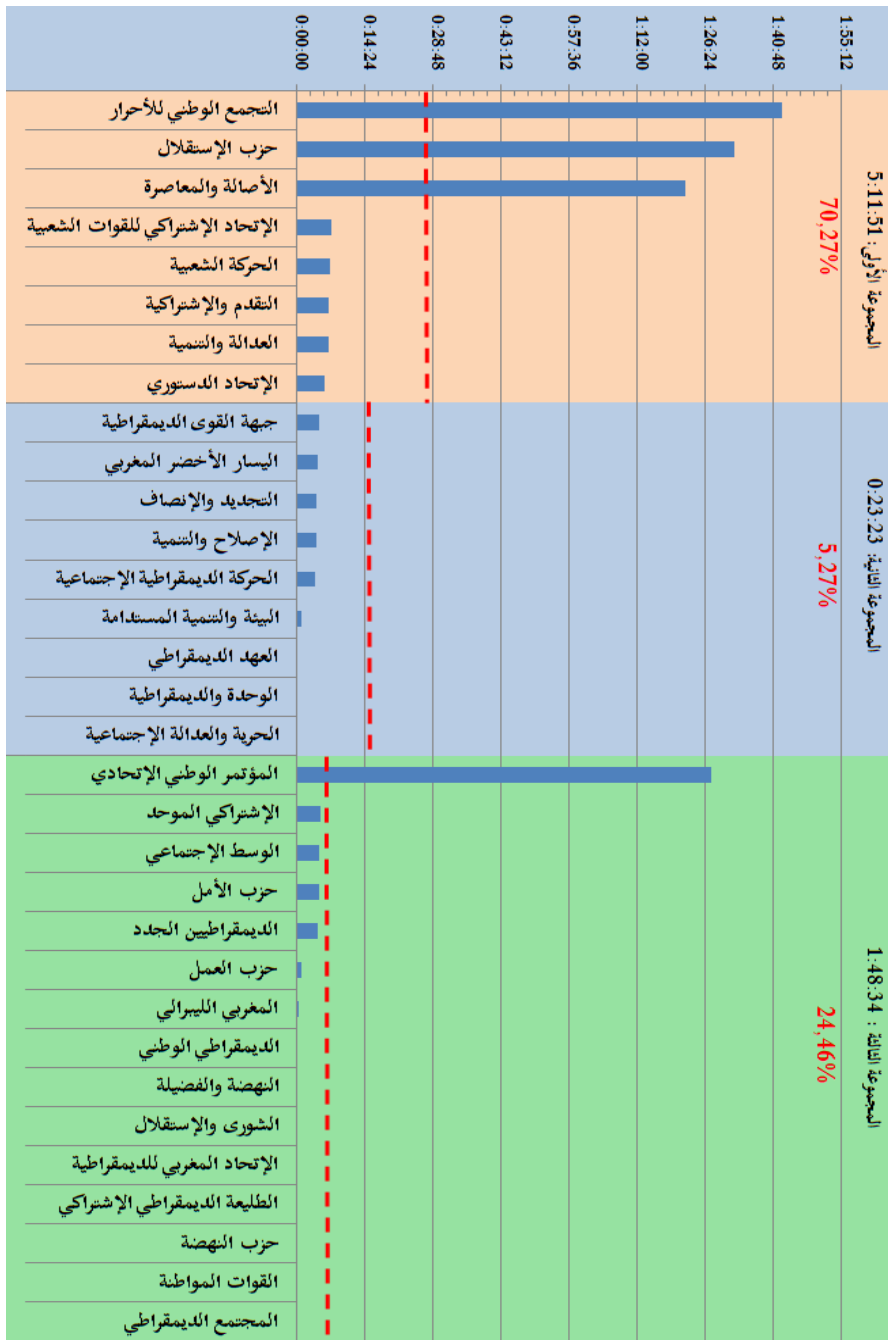 0:00:00
0:14:24
0:28:48
0:43:12
0:57:36
1:12:00
1:26:24
1:40:48
1:55:12
المجموعة الأولى: 5:11:51
70,27%
التجمع الوطني للأحرار
حزب الإستقلال
الأصالة والمعاصرة
الإتحاد الإشتراكي للقوات الشعبية
الحركة الشعبية
التقدم والإشتراكية
العدالة والتنمية
الإتحاد الدستوري
المجموعة الثانية: 0:23:23
5,27%
جبهة القوى الديمقراطية
اليسار الأخضر المغربي
التجديد والإنصاف
الإصلاح والتنمية
الحركة الديمقراطية الإجتماعية
البيئة والتنمية المستدامة
العهد الديمقراطي
الوحدة والديمقراطية
الحرية والعدالة الإجتماعية
المجموعة الثالثة : 1:48:34
24,46%
المؤتمر الوطني الإتحادي
الإشتراكي الموحد
الوسط الإجتماعي
حزب الأمل
الديمقراطيين الجدد
حزب العمل
المغربي الليبرالي
الديمقراطي الوطني
النهضة والفضيلة
الشورى والإستقلال
الإتحاد المغربي للديمقراطية
الطليعة الديمقراطي الإشتراكي
حزب النهضة
القوات المواطنة
المجتمع الديمقراطي